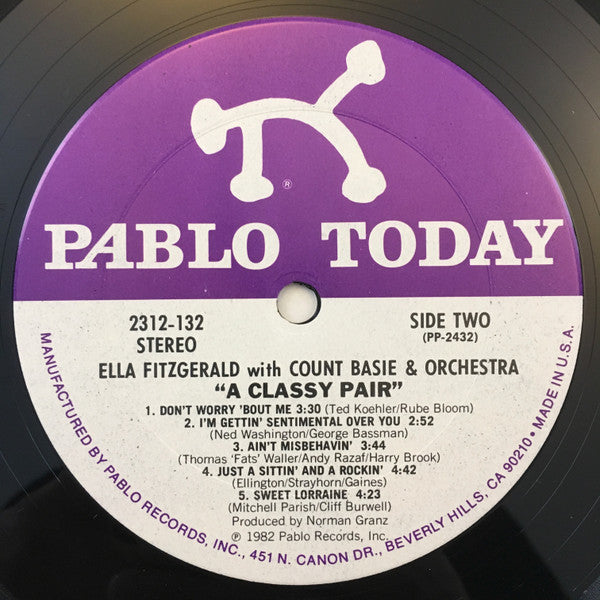 ®
PABLO TODAY
2312-132
STEREO
SIDE TWO
(PP-2432)
ELLA FITZGERALD with COUNT BASIE & ORCHESTRA
"A CLASSY PAIR"
1. DON'T WORRY 'BOUT ME 3:30 (Ted Koehler/Rube Bloom)
2. I'M GETTIN' SENTIMENTAL OVER YOU 2:52
(Ned Washington/George Bassman)
3. AIN'T MISBEHAVIN' 3:44
(Thomas 'Fats' Waller/Andy Razaf/Harry Brook)
4. JUST A SITTIN' AND A ROCKIN' 4:42
(Ellington/Strayhorn/Gaines)
5. SWEET LORRAINE 4:23
(Mitchell Parish/Cliff Burwell)
Produced by Norman Granz
℗ 1982 Pablo Records, Inc.
MANUFACTURED BY PABLO RECORDS, INC., 451 N. CANON DR., BEVERLY HILLS, CA 90210 • MADE IN U.S.A.